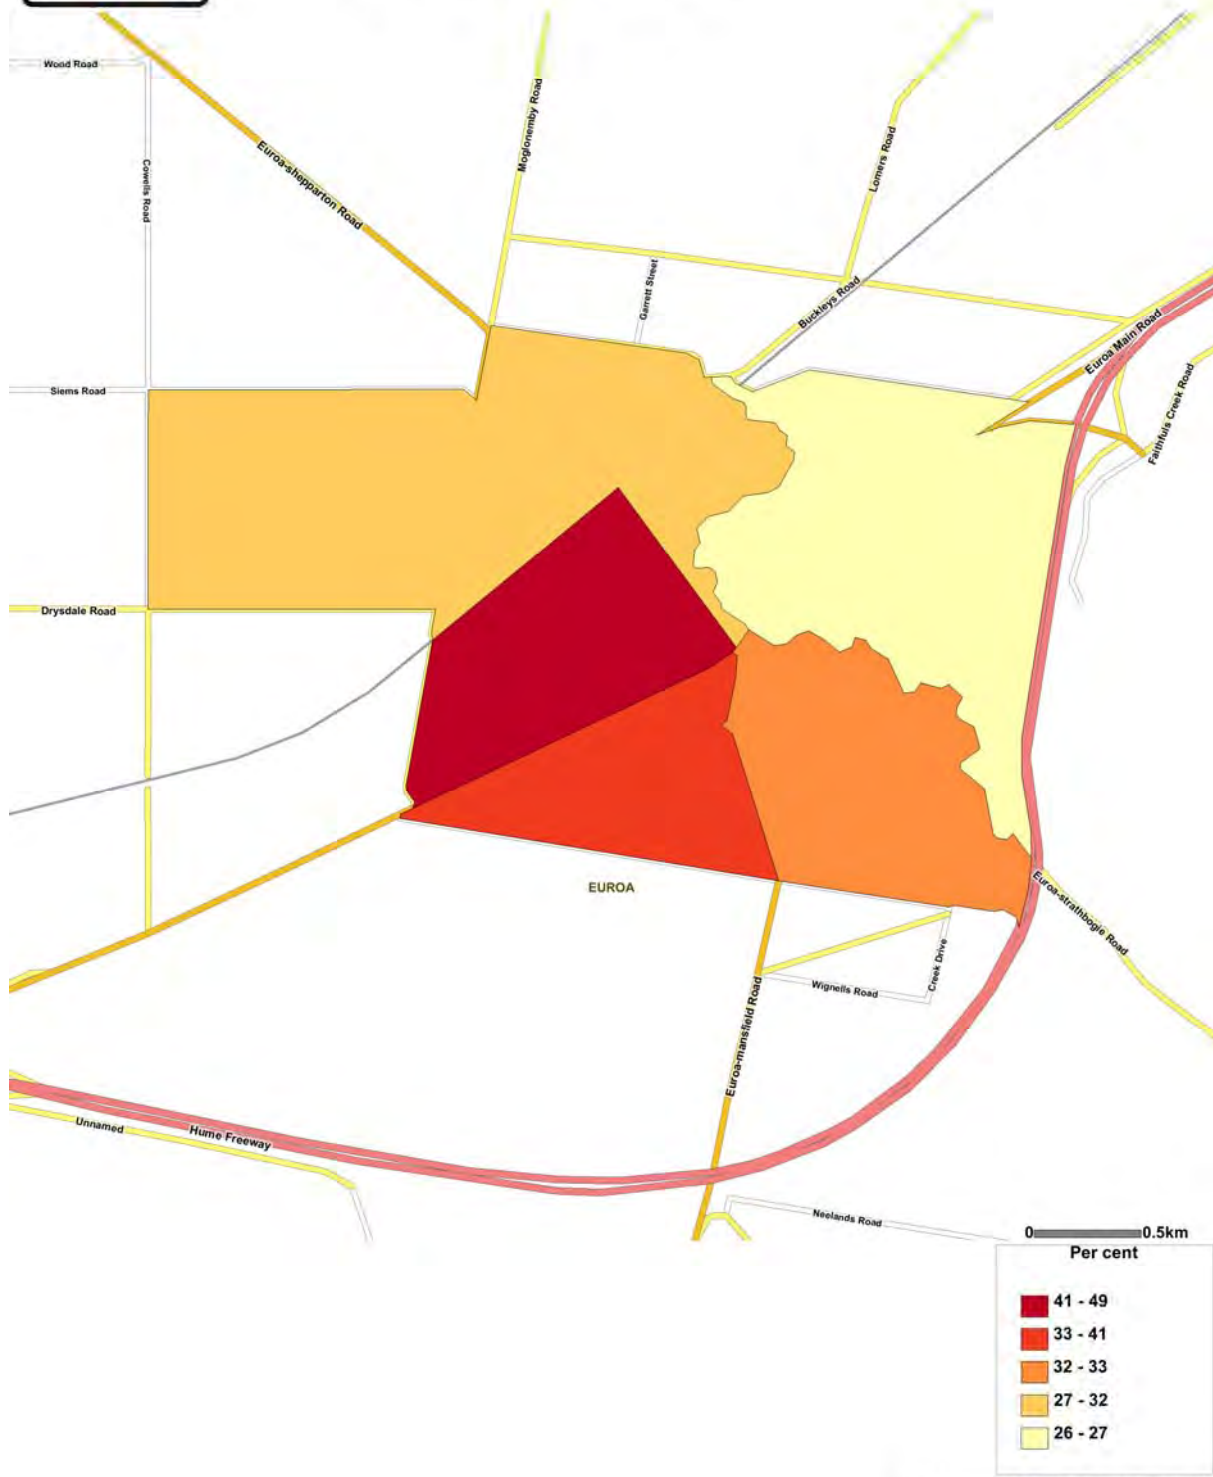 Wood Road
Cowells Road
Euroa-shepparton Road
Moglonemby Road
Lomers Road
Garrett Street
Buckleys Road
Euroa Main Road
Faithfuls Creek Road
Siems Road
Drysdale Road
EUROA
Euroa-strathbogie Road
Creek Drive
Wignells Road
Euroa-mansfield Road
Unnamed
Hume Freeway
Neelands Road
0 0.5km
Per cent
41 - 49
33 - 41
32 - 33
27 - 32
26 - 27